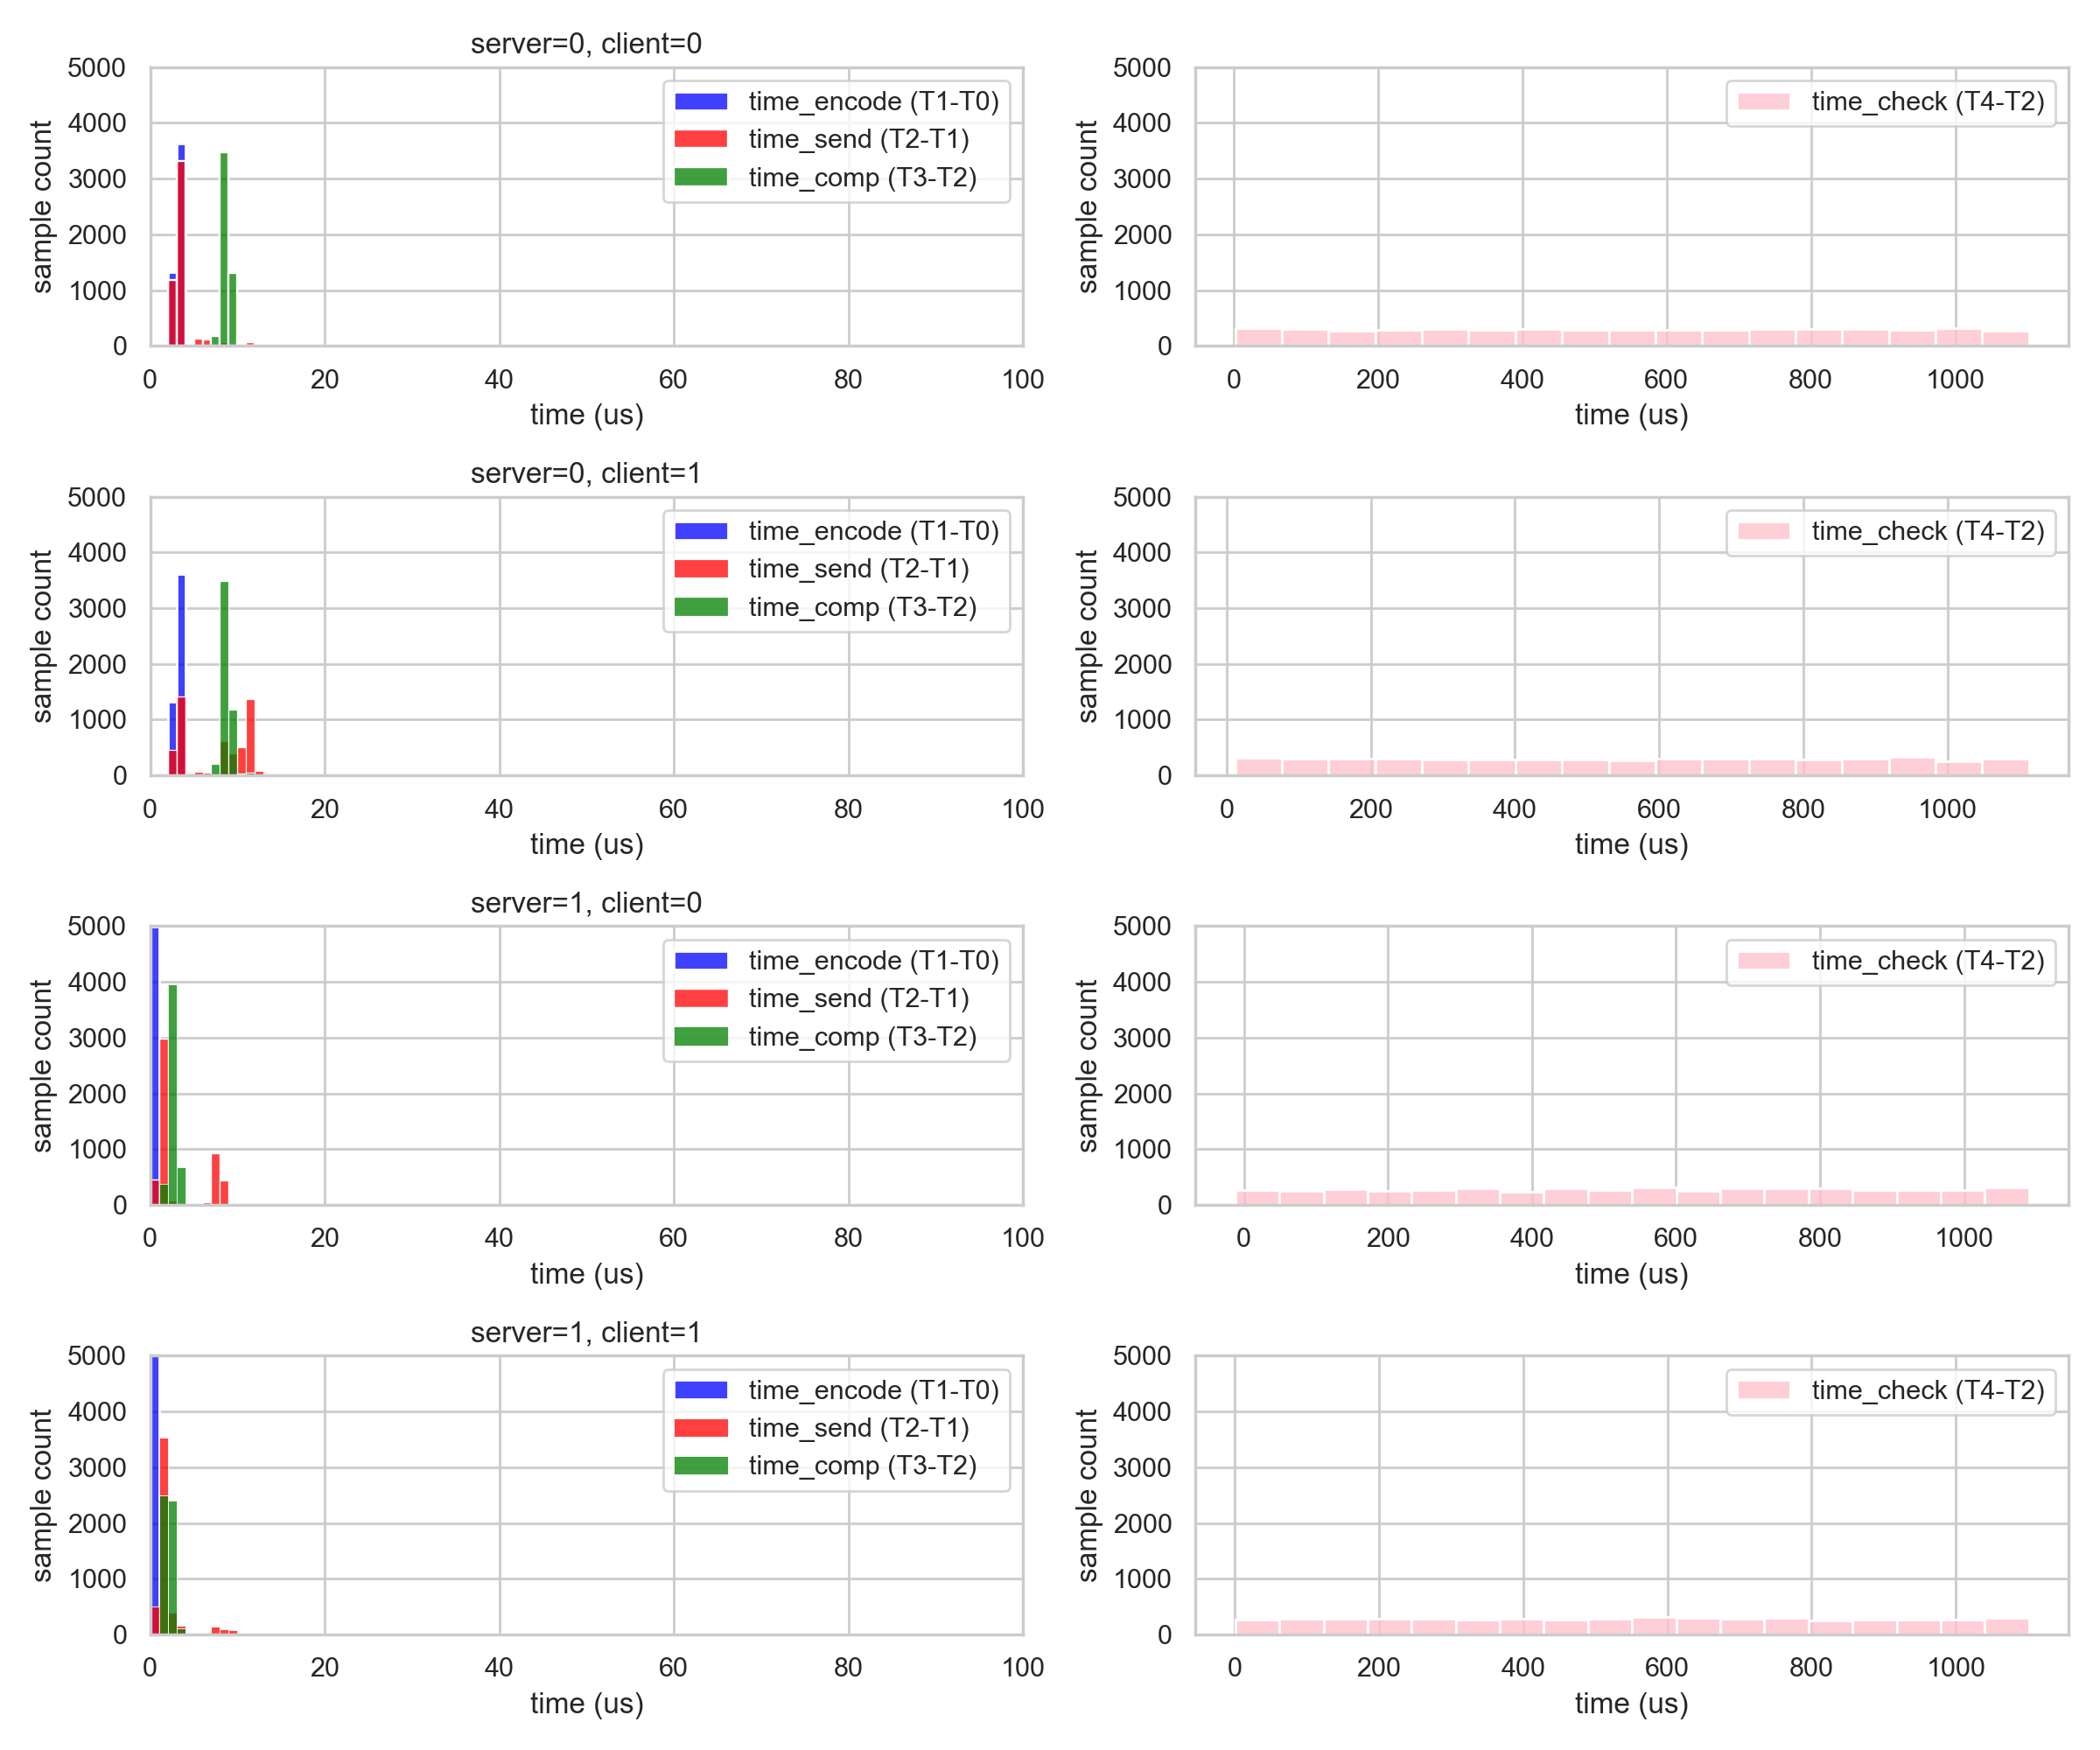 server=0, client=0
5000
4000
3000
2000
1000
0
sample count
time_encode (T1-T0)
time_send (T2-T1)
time_comp (T3-T2)
0 20 40 60 80 100
time (us)
5000
4000
3000
2000
1000
0
sample count
time_check (T4-T2)
0 200 400 600 800 1000
time (us)
server=0, client=1
5000
4000
3000
2000
1000
0
sample count
time_encode (T1-T0)
time_send (T2-T1)
time_comp (T3-T2)
0 20 40 60 80 100
time (us)
5000
4000
3000
2000
1000
0
sample count
time_check (T4-T2)
0 200 400 600 800 1000
time (us)
server=1, client=0
5000
4000
3000
2000
1000
0
sample count
time_encode (T1-T0)
time_send (T2-T1)
time_comp (T3-T2)
0 20 40 60 80 100
time (us)
5000
4000
3000
2000
1000
0
sample count
time_check (T4-T2)
0 200 400 600 800 1000
time (us)
server=1, client=1
5000
4000
3000
2000
1000
0
sample count
time_encode (T1-T0)
time_send (T2-T1)
time_comp (T3-T2)
0 20 40 60 80 100
time (us)
5000
4000
3000
2000
1000
0
sample count
time_check (T4-T2)
0 200 400 600 800 1000
time (us)